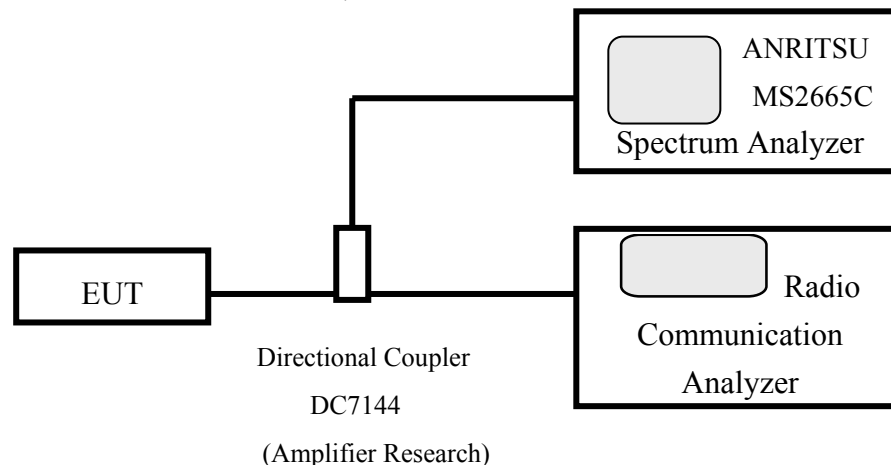 ANRITSU
MS2665C
Spectrum Analyzer
EUT
Radio
Communication
Analyzer
Directional Coupler
DC7144
(Amplifier Research)